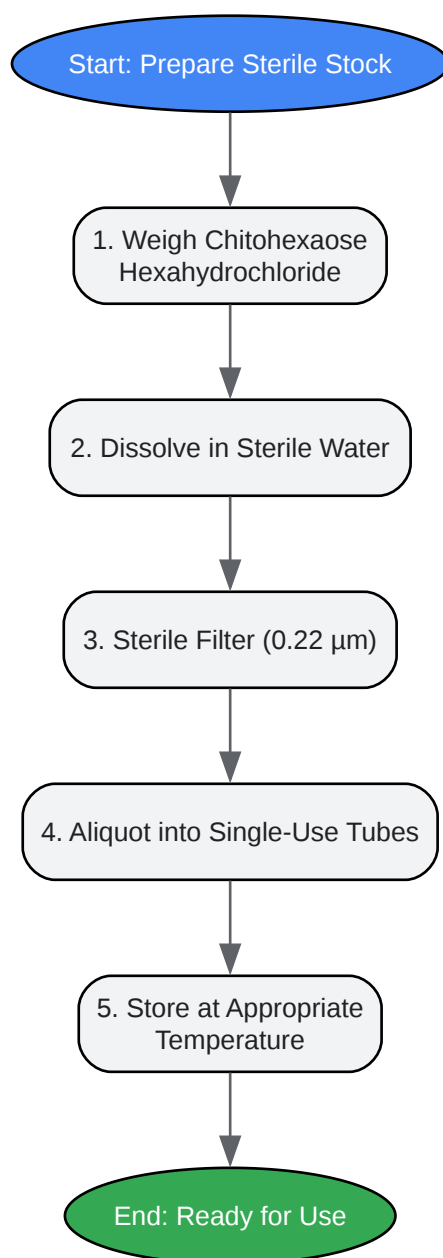 Start: Prepare Sterile Stock
1. Weigh Chitohexaose
Hexahydrochloride
2. Dissolve in Sterile Water
3. Sterile Filter (0.22 µm)
4. Aliquot into Single-Use Tubes
5. Store at Appropriate
Temperature
End: Ready for Use